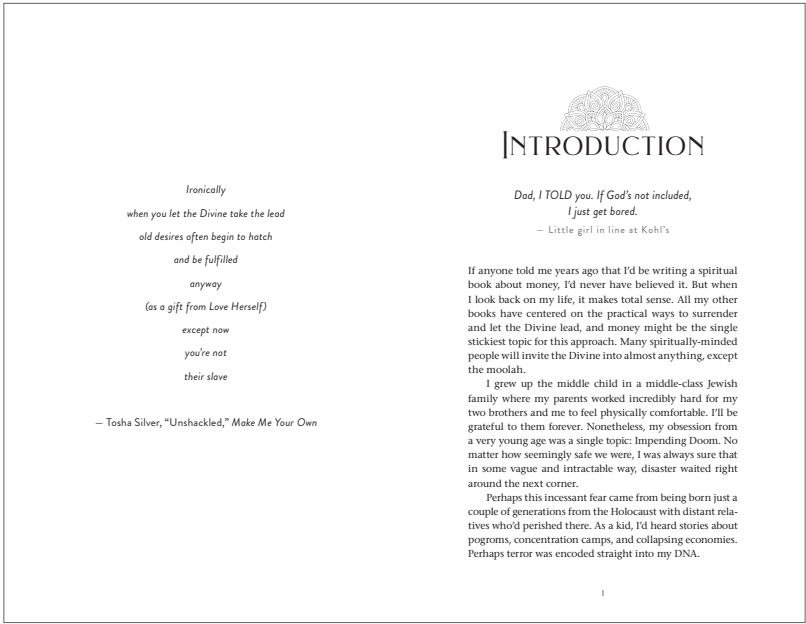 Ironically
when you let the Divine take the lead
old desires often begin to hatch
and be fulfilled
anyway
(as a gift from Love Herself)
except now
you're not
their slave
— Tosha Silver, “Unshackled,” Make Me Your Own
Introduction
Dad, I TOLD you. If God's not included,
I just get bored.
— Little girl in line at Kohl's
If anyone told me years ago that I'd be writing a spiritual
book about money, I'd never have believed it. But when
I look back on my life, it makes total sense. All my other
books have centered on the practical ways to surrender
and let the Divine lead, and money might be the single
stickiest topic for this approach. Many spiritually-minded
people will invite the Divine into almost anything, except
the moolah.
I grew up the middle child in a middle-class Jewish
family where my parents worked incredibly hard for my
two brothers and me to feel physically comfortable. I'll be
grateful to them forever. Nonetheless, my obsession from
a very young age was a single topic: Impending Doom. No
matter how seemingly safe we were, I was always sure that
in some vague and intractable way, disaster waited right
around the next corner.
Perhaps this incessant fear came from being born just a
couple of generations from the Holocaust with distant rela-
tives who'd perished there. As a kid, I'd heard stories about
pogroms, concentration camps, and collapsing economies.
Perhaps terror was encoded straight into my DNA.
1